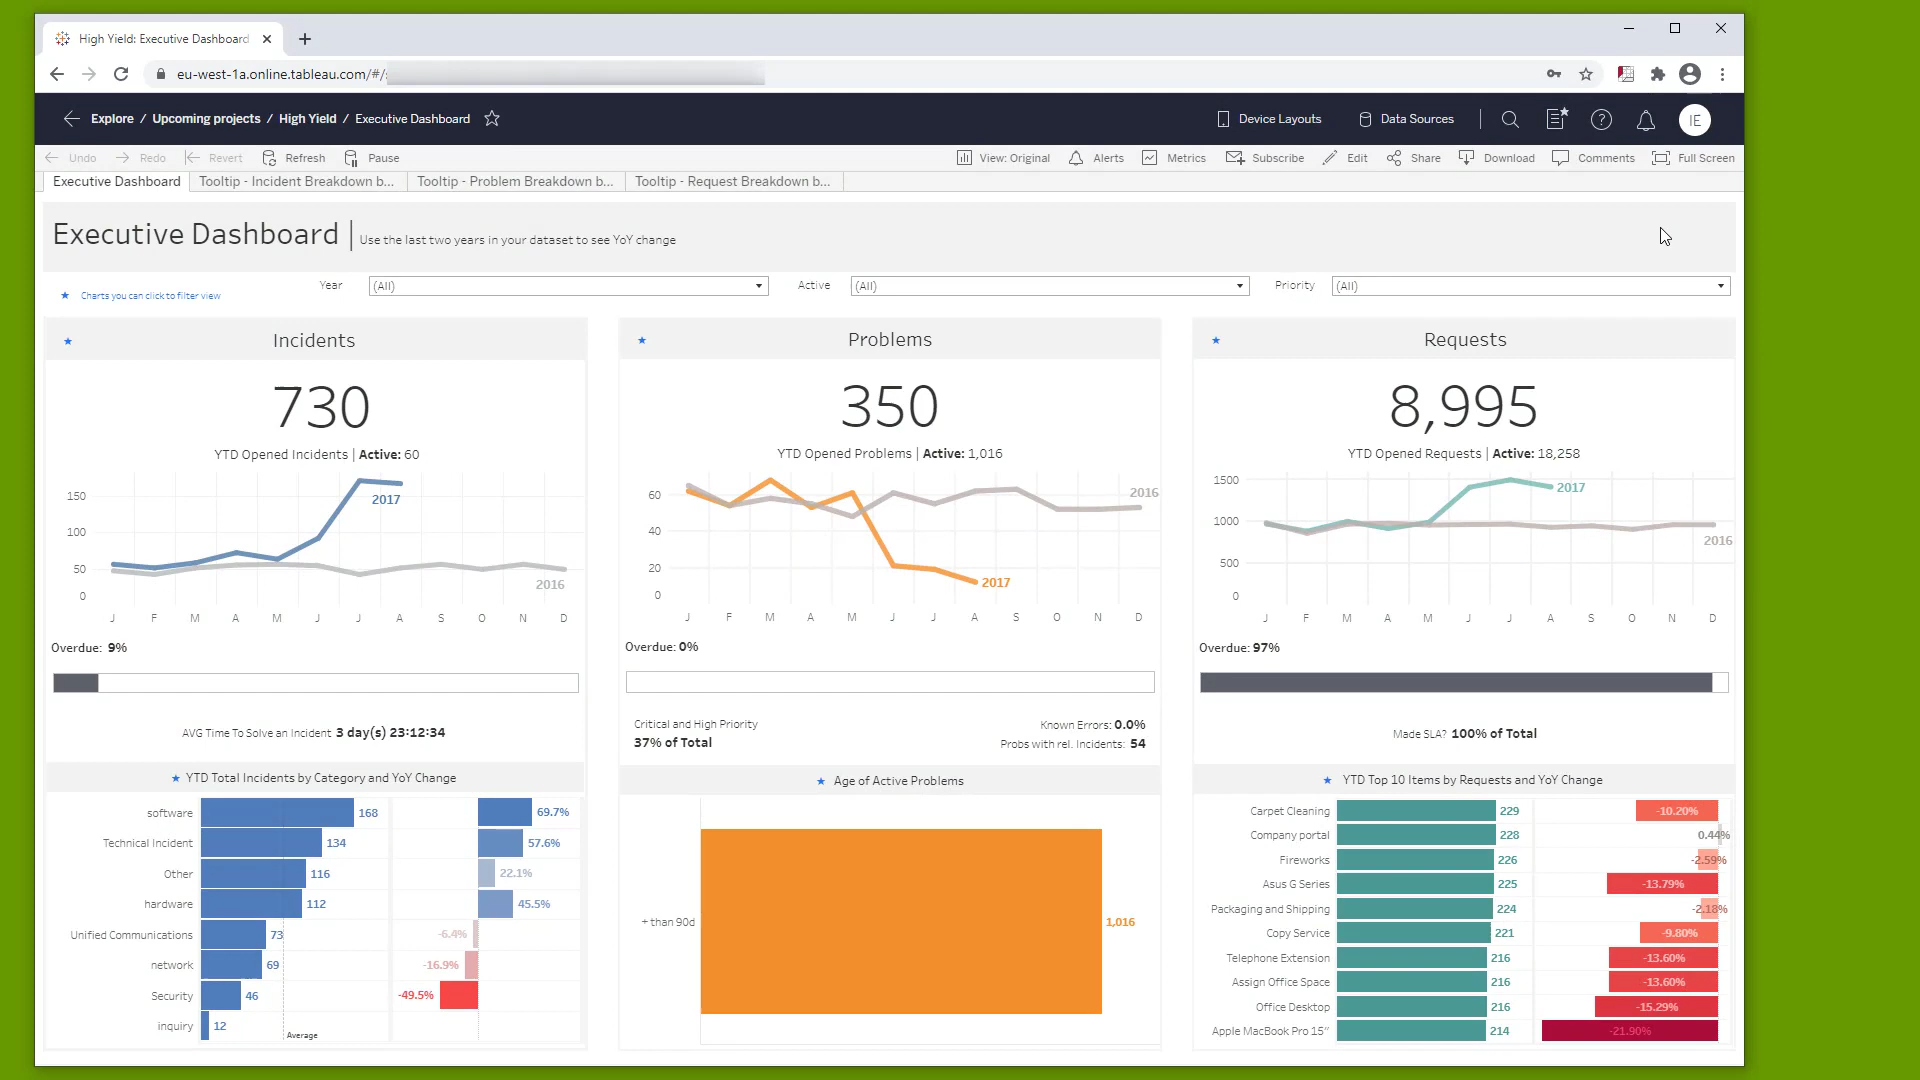 High Yield: Executive Dashboard
eu-west-1a.online.tableau.com/#/
Explore / Upcoming projects / High Yield / Executive Dashboard
Device Layouts
Data Sources
IE
Undo
Redo
Revert
Refresh
Pause
View: Original
Alerts
Metrics
Subscribe
Edit
Share
Download
Comments
Full Screen
Executive Dashboard
Tooltip - Incident Breakdown b...
Tooltip - Problem Breakdown b...
Tooltip - Request Breakdown b...
Executive Dashboard | Use the last two years in your dataset to see YoY change
Charts you can click to filter view
Year (All)
Active (All)
Priority (All)
Incidents
730
YTD Opened Incidents | Active: 60
150
100
50
0
2017
2016
J F M A M J J A S O N D
Overdue: 9%
AVG Time To Solve an Incident 3 day(s) 23:12:34
YTD Total Incidents by Category and YoY Change
software 168 69.7%
Technical Incident 134 57.6%
Other 116 22.1%
hardware 112 45.5%
Unified Communications 73 -6.4%
network 69 -16.9%
Security 46 -49.5%
inquiry 12
Average
Problems
350
YTD Opened Problems | Active: 1,016
60
40
20
0
2016
2017
J F M A M J J A S O N D
Overdue: 0%
Critical and High Priority
37% of Total
Known Errors: 0.0%
Probs with rel. Incidents: 54
Age of Active Problems
+ than 90d 1,016
Requests
8,995
YTD Opened Requests | Active: 18,258
1500
1000
500
0
2017
2016
J F M A M J J A S O N D
Overdue: 97%
Made SLA? 100% of Total
YTD Top 10 Items by Requests and YoY Change
Carpet Cleaning 229 -10.20%
Company portal 228 0.44%
Fireworks 226 -2.59%
Asus G Series 225 -13.79%
Packaging and Shipping 224 -2.18%
Copy Service 221 -9.80%
Telephone Extension 216 -13.60%
Assign Office Space 216 -13.60%
Office Desktop 216 -15.29%
Apple MacBook Pro 15" 214 -21.90%